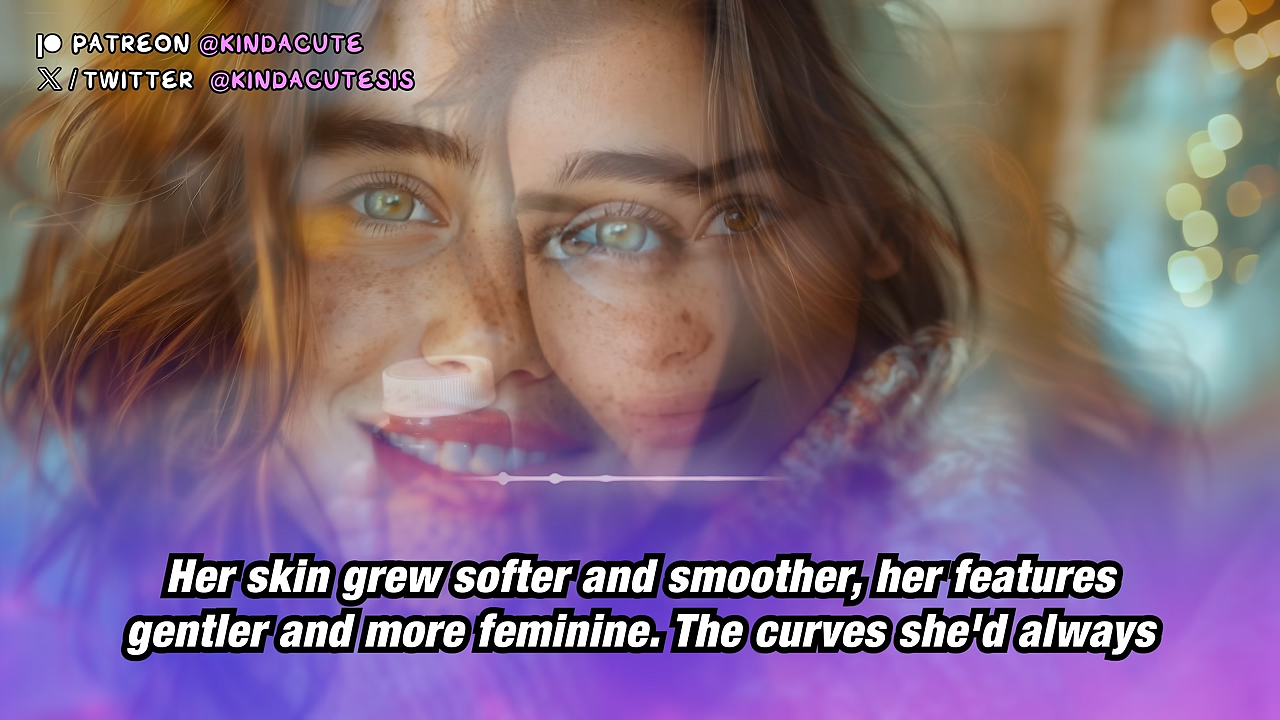 PATREON @KINDACUTE
X / TWITTER @KINDACUTESIS
Her skin grew softer and smoother, her features
gentler and more feminine. The curves she'd always